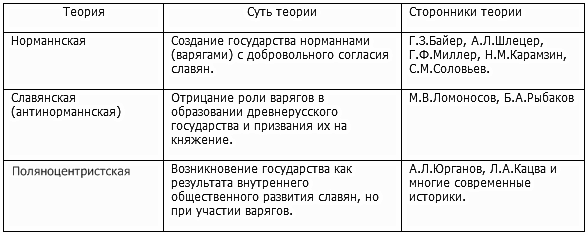 Теория Суть теории Сторонники теории
Норманнская Создание государства норманнами Г.З.Байер, А.Л.Шлецер,
(варягами) с добровольного согласия Г.Ф.Миллер, Н.М.Карамзин,
славян. С.М.Соловьев.
Славянская Отрицание роли варягов в М.В.Ломоносов, Б.А.Рыбаков
(антинорманнская) образовании древнерусского
государства и призвания их на
княжение.
Поляноцентристская Возникновение государства как А.Л.Юрганов, Л.А.Кацва и
результата внутреннего многие современные
общественного развития славян, но историки.
при участии варягов.